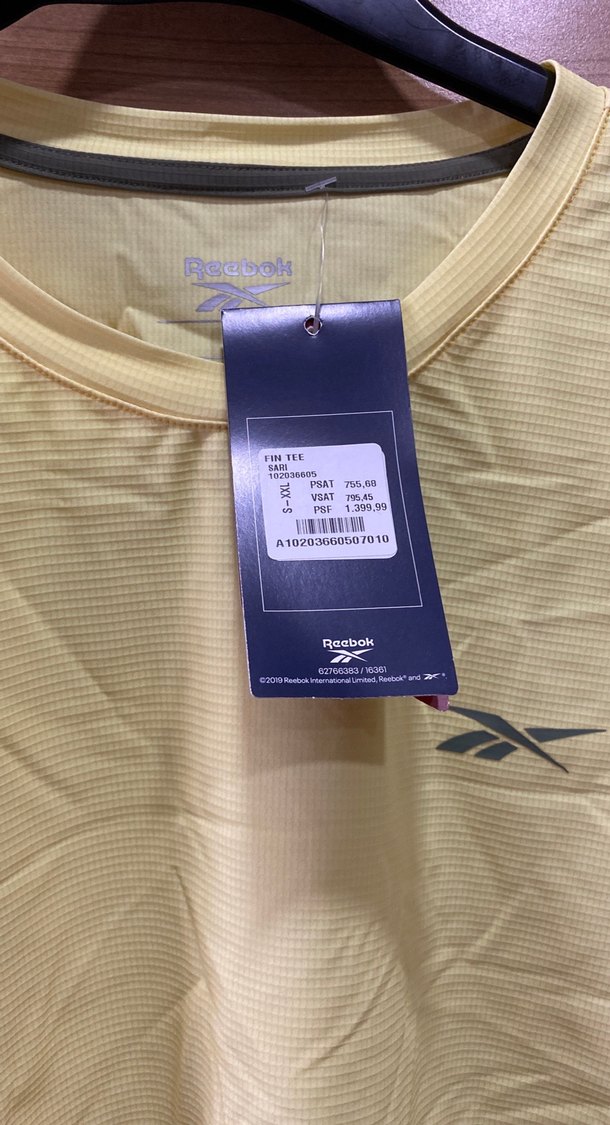 Reebok
FIN TEE
SARI
102036605
S-XXL
PSAT 755,68
VSAT 795,45
PSF 1.399,99
A10203660507010
Reebok
62766383 / 16361
©2019 Reebok International Limited, Reebok® and ®